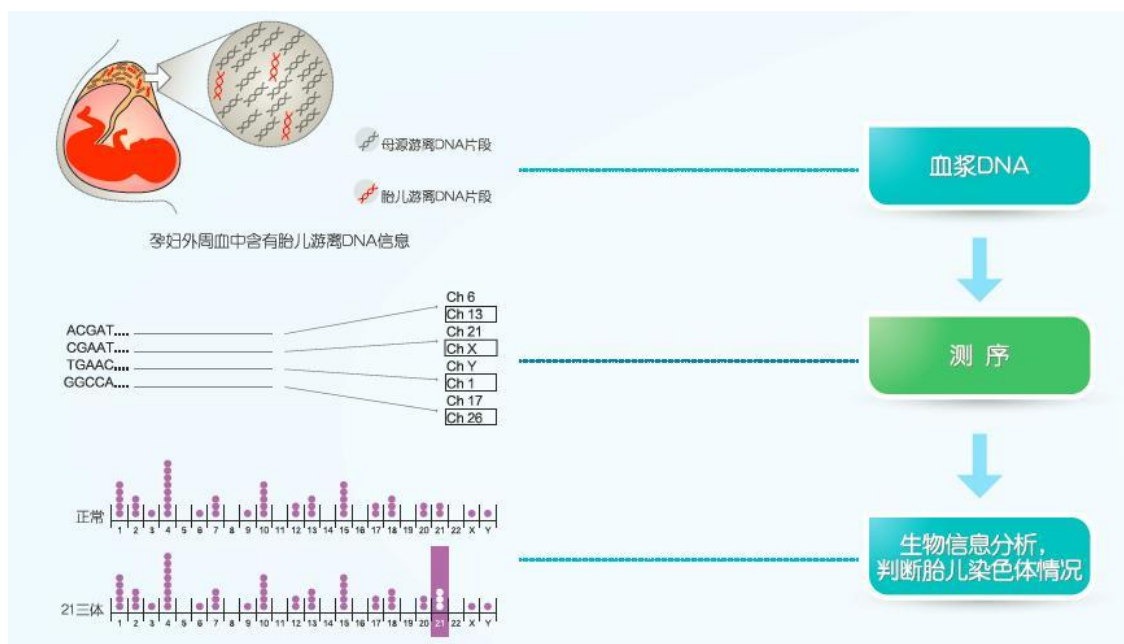 母源游离DNA片段
胎儿游离DNA片段
孕妇外周血中含有胎儿游离DNA信息
血浆DNA
ACGAT....
CGAAT....
TGAAC....
GGCCA....
Ch 6
Ch 13
Ch 21
Ch X
Ch Y
Ch 1
Ch 17
Ch 26
测 序
正常
1 2 3 4 5 6 7 8 9 10 11 12 13 14 15 16 17 18 19 20 21 22 X Y
21三体
1 2 3 4 5 6 7 8 9 10 11 12 13 14 15 16 17 18 19 20 21 22 X Y
生物信息分析,
判断胎儿染色体情况